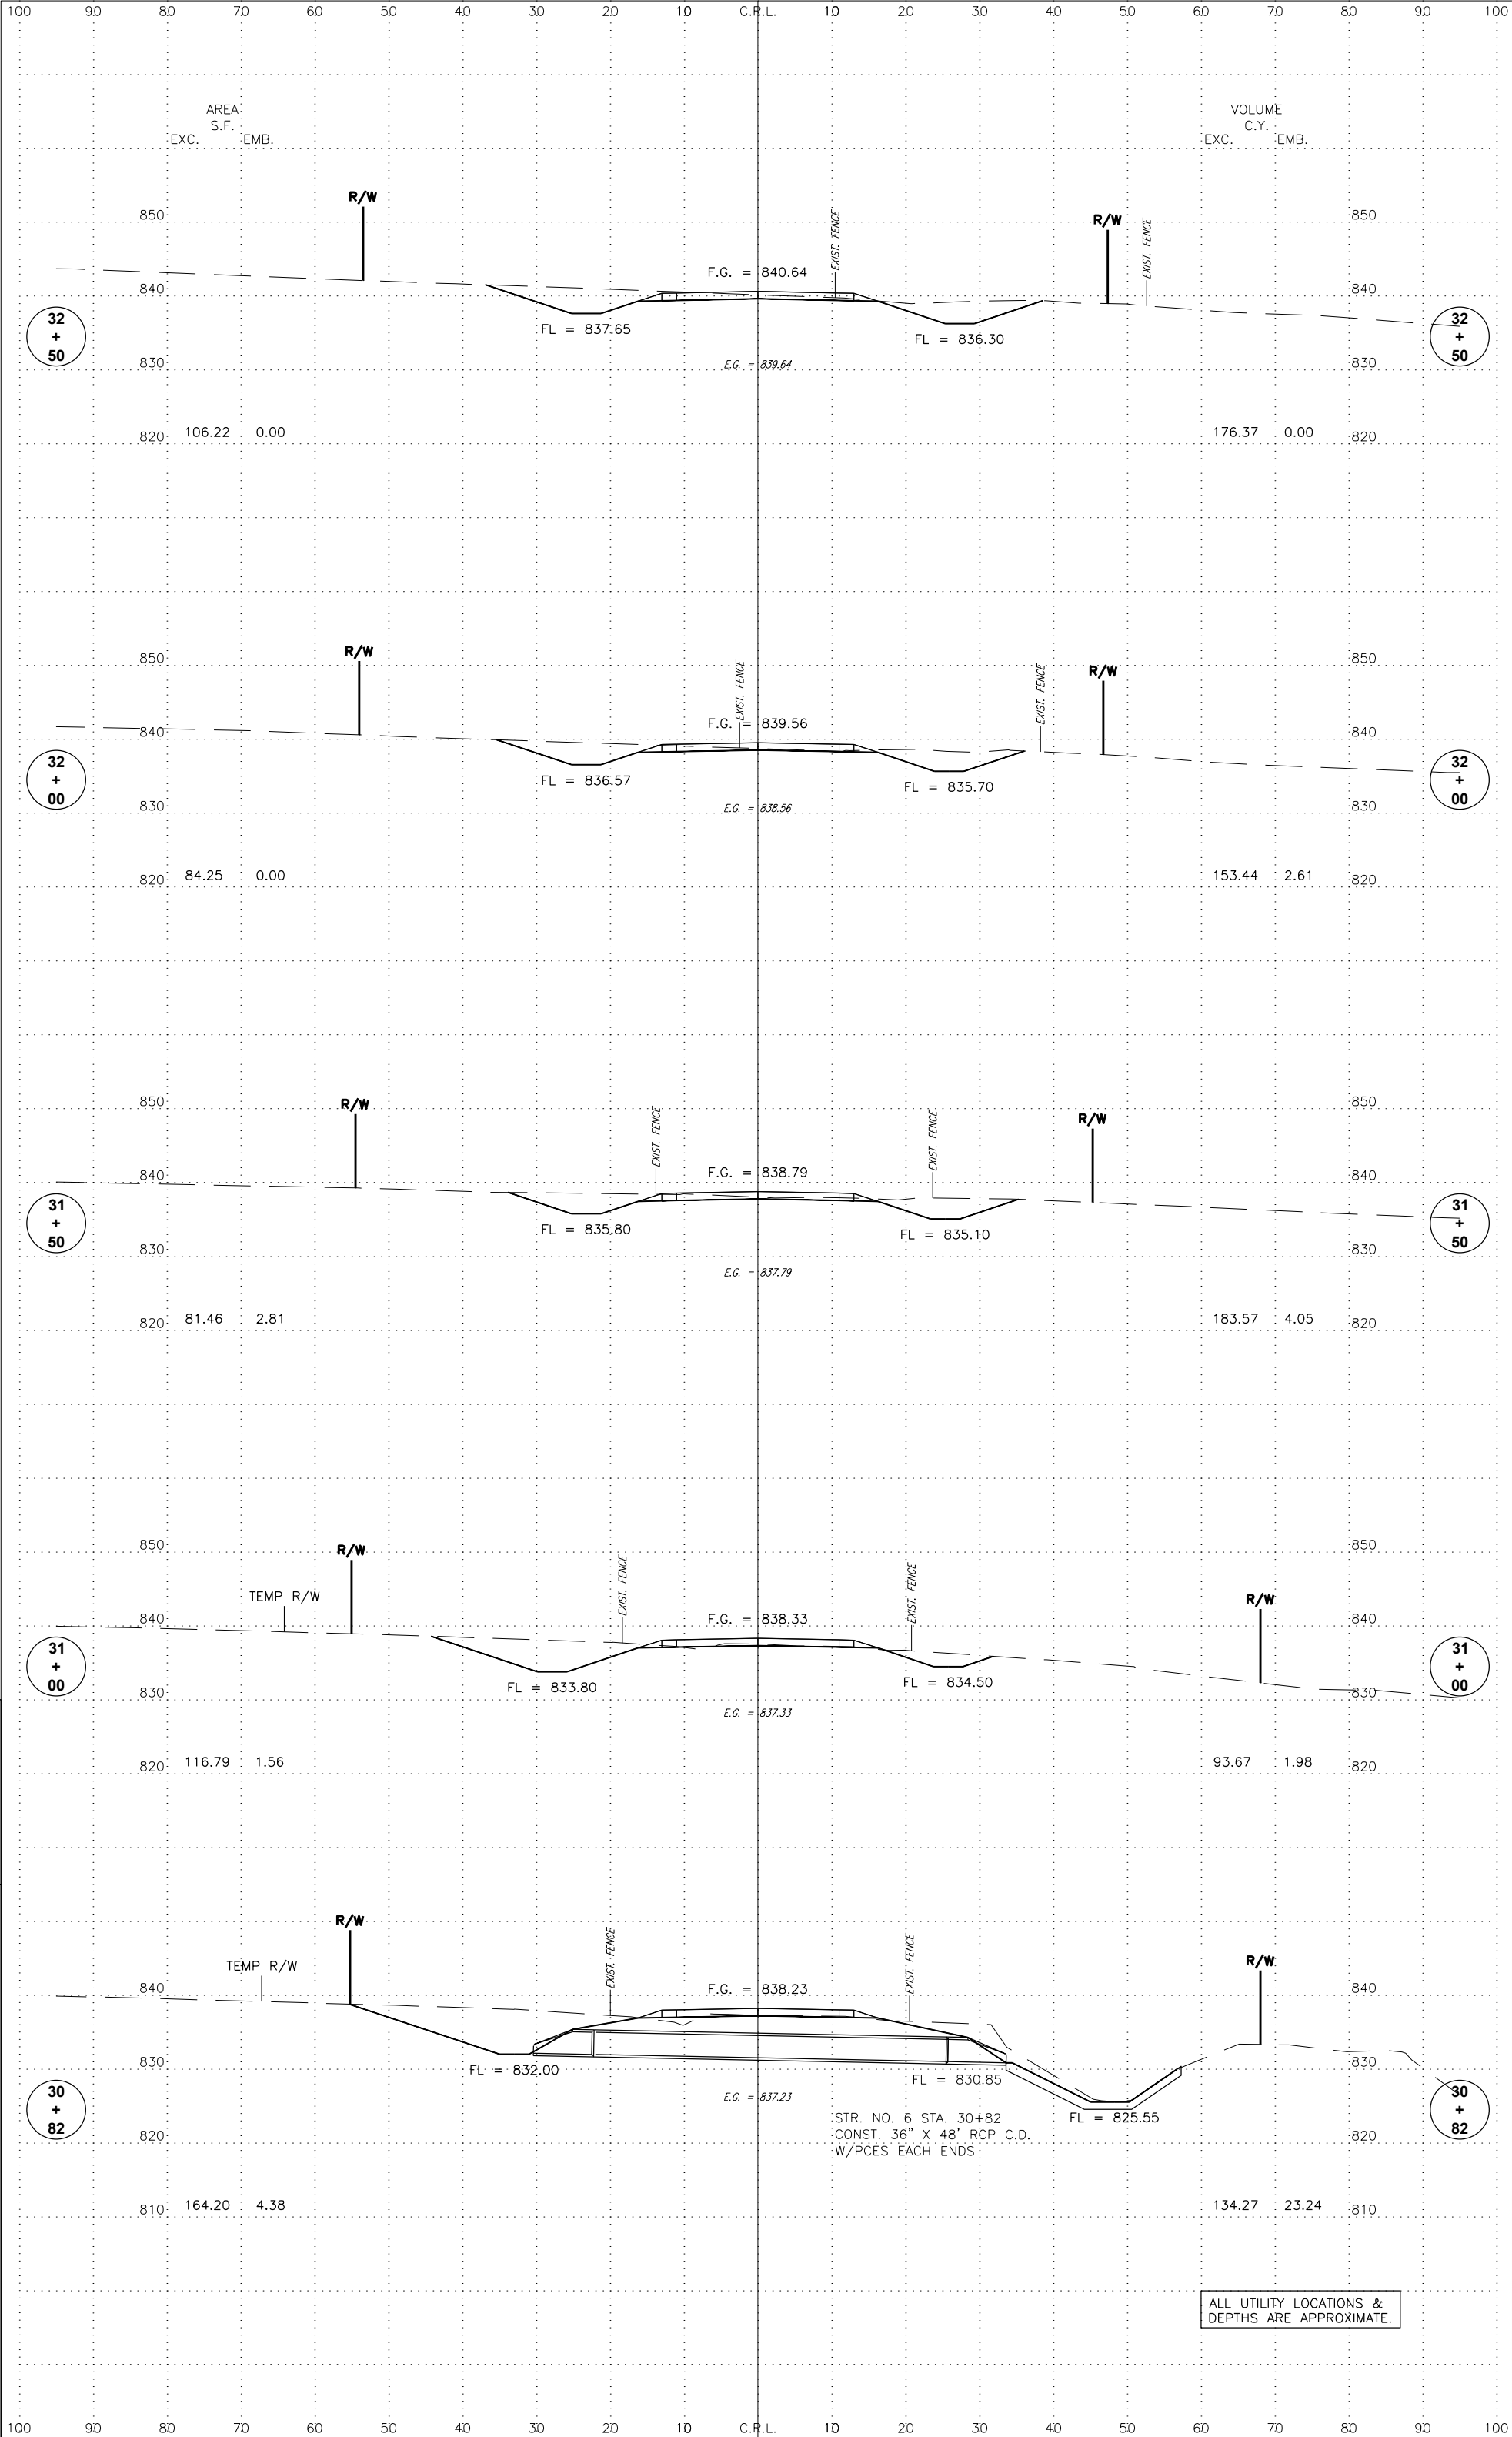 100 90 80 70 60 50 40 30 20 10 C.R.L. 10 20 30 40 50 60 70 80 90 100
AREA
S.F.
EXC. EMB.
VOLUME
C.Y.
EXC. EMB.
R/W
EXIST. FENCE
R/W
EXIST. FENCE
850 850
F.G. = 840.64
840 840
32
+
50
FL = 837.65
FL = 836.30
32
+
50
830 830
E.G. = 839.64
820 106.22 0.00
176.37 0.00 820
R/W
EXIST. FENCE
EXIST. FENCE
R/W
850 850
F.G. = 839.56
840 840
32
+
00
FL = 836.57
FL = 835.70
32
+
00
830 830
E.G. = 838.56
820 84.25 0.00
153.44 2.61 820
R/W
EXIST. FENCE
EXIST. FENCE
R/W
850 850
F.G. = 838.79
840 840
31
+
50
FL = 835.80
FL = 835.10
31
+
50
830 830
E.G. = 837.79
820 81.46 2.81
183.57 4.05 820
R/W
850 850
TEMP R/W
EXIST. FENCE
EXIST. FENCE
R/W
F.G. = 838.33
840 840
31
+
00
FL = 833.80
FL = 834.50
31
+
00
830 830
E.G. = 837.33
820 116.79 1.56
93.67 1.98 820
R/W
TEMP R/W
EXIST. FENCE
EXIST. FENCE
R/W
F.G. = 838.23
840 840
830 830
FL = 832.00
FL = 830.85
30
+
82
E.G. = 837.23
30
+
82
STR. NO. 6 STA. 30+82
CONST. 36" X 48' RCP C.D.
W/PCES EACH ENDS
FL = 825.55
820 820
810 164.20 4.38
134.27 23.24 810
ALL UTILITY LOCATIONS &
DEPTHS ARE APPROXIMATE.
100 90 80 70 60 50 40 30 20 10 C.R.L. 10 20 30 40 50 60 70 80 90 100